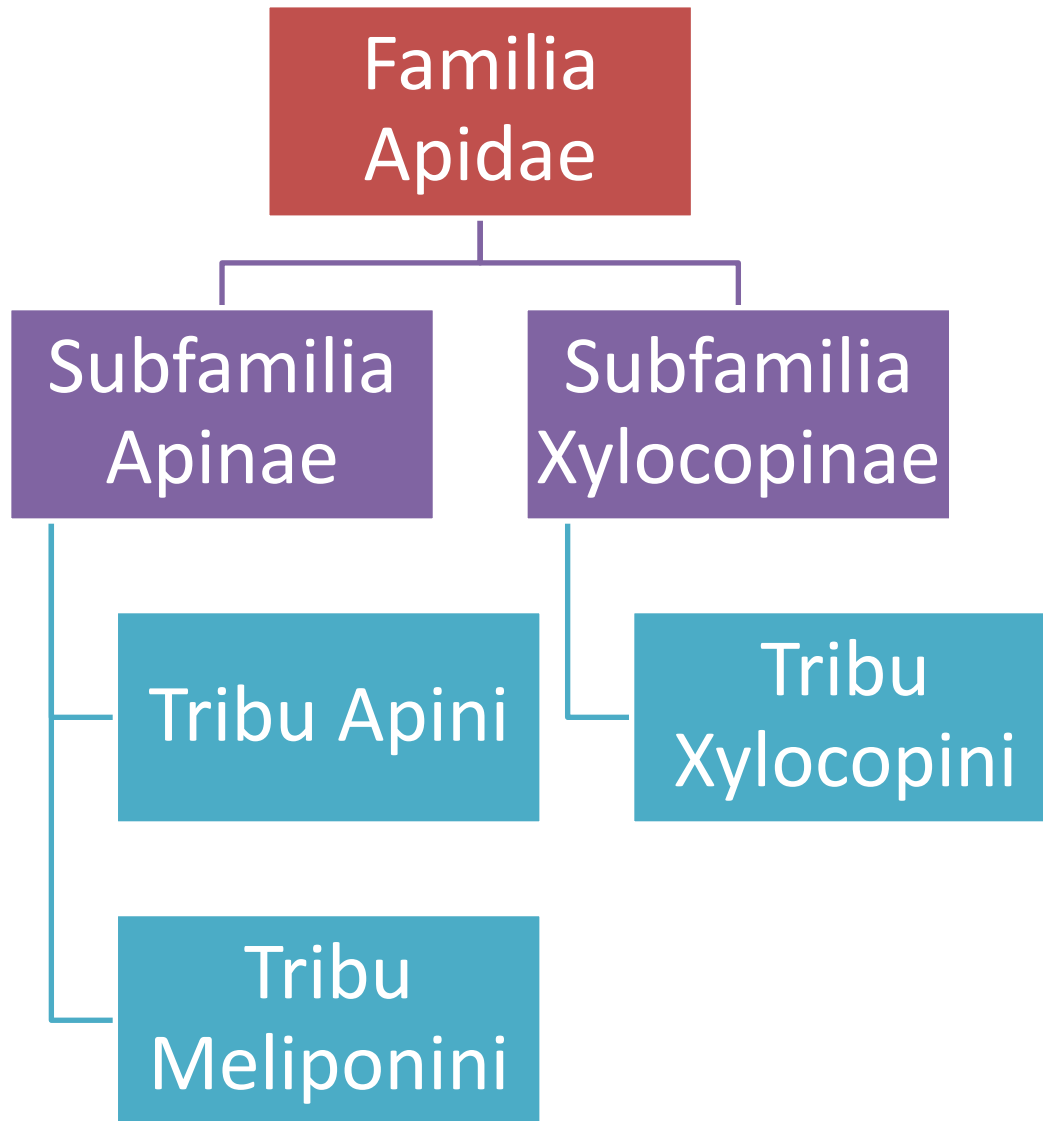 Familia
Apidae
Subfamilia
Apinae
Subfamilia
Xylocopinae
Tribu Apini
Tribu
Xylocopini
Tribu
Meliponini